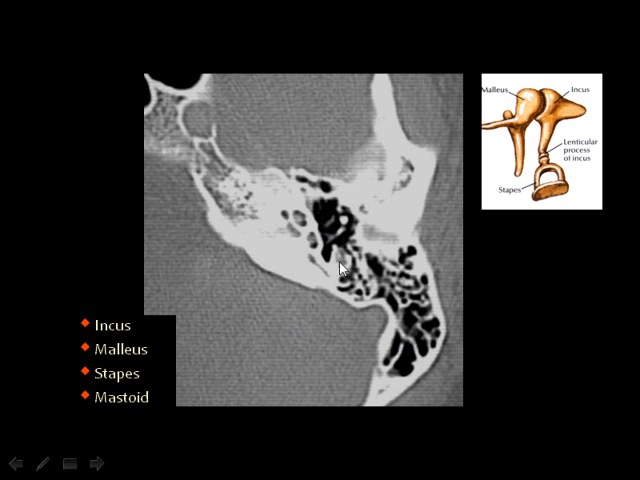 Malleus
Incus
Lenticular
process
of incus
Stapes
Incus
Malleus
Stapes
Mastoid